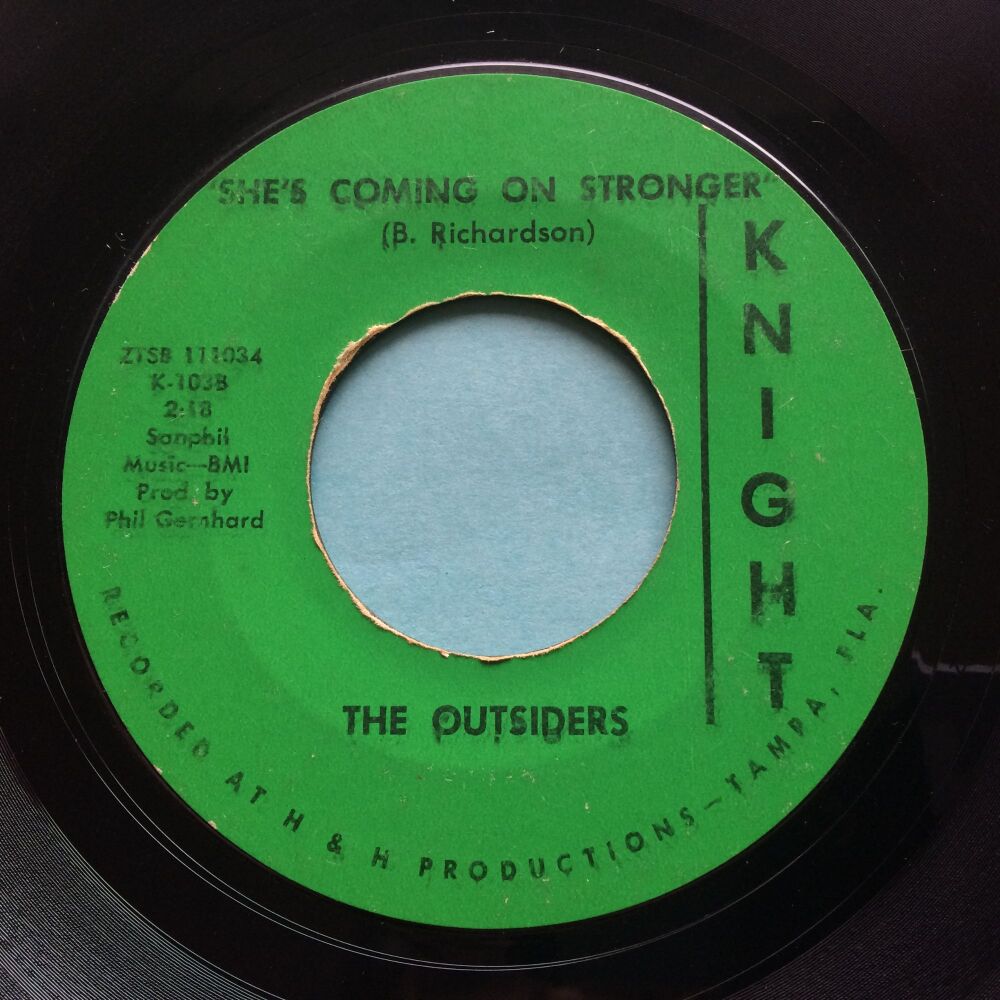 "SHE'S COMING ON STRONGER"
(B. Richardson)
KNIGHT
ZTSB 111034
K-103B
2:18
Sanphil
Music—BMI
Prod. by
Phil Gernhard
THE OUTSIDERS
RECORDED AT H & H PRODUCTIONS—TAMPA, FLA.